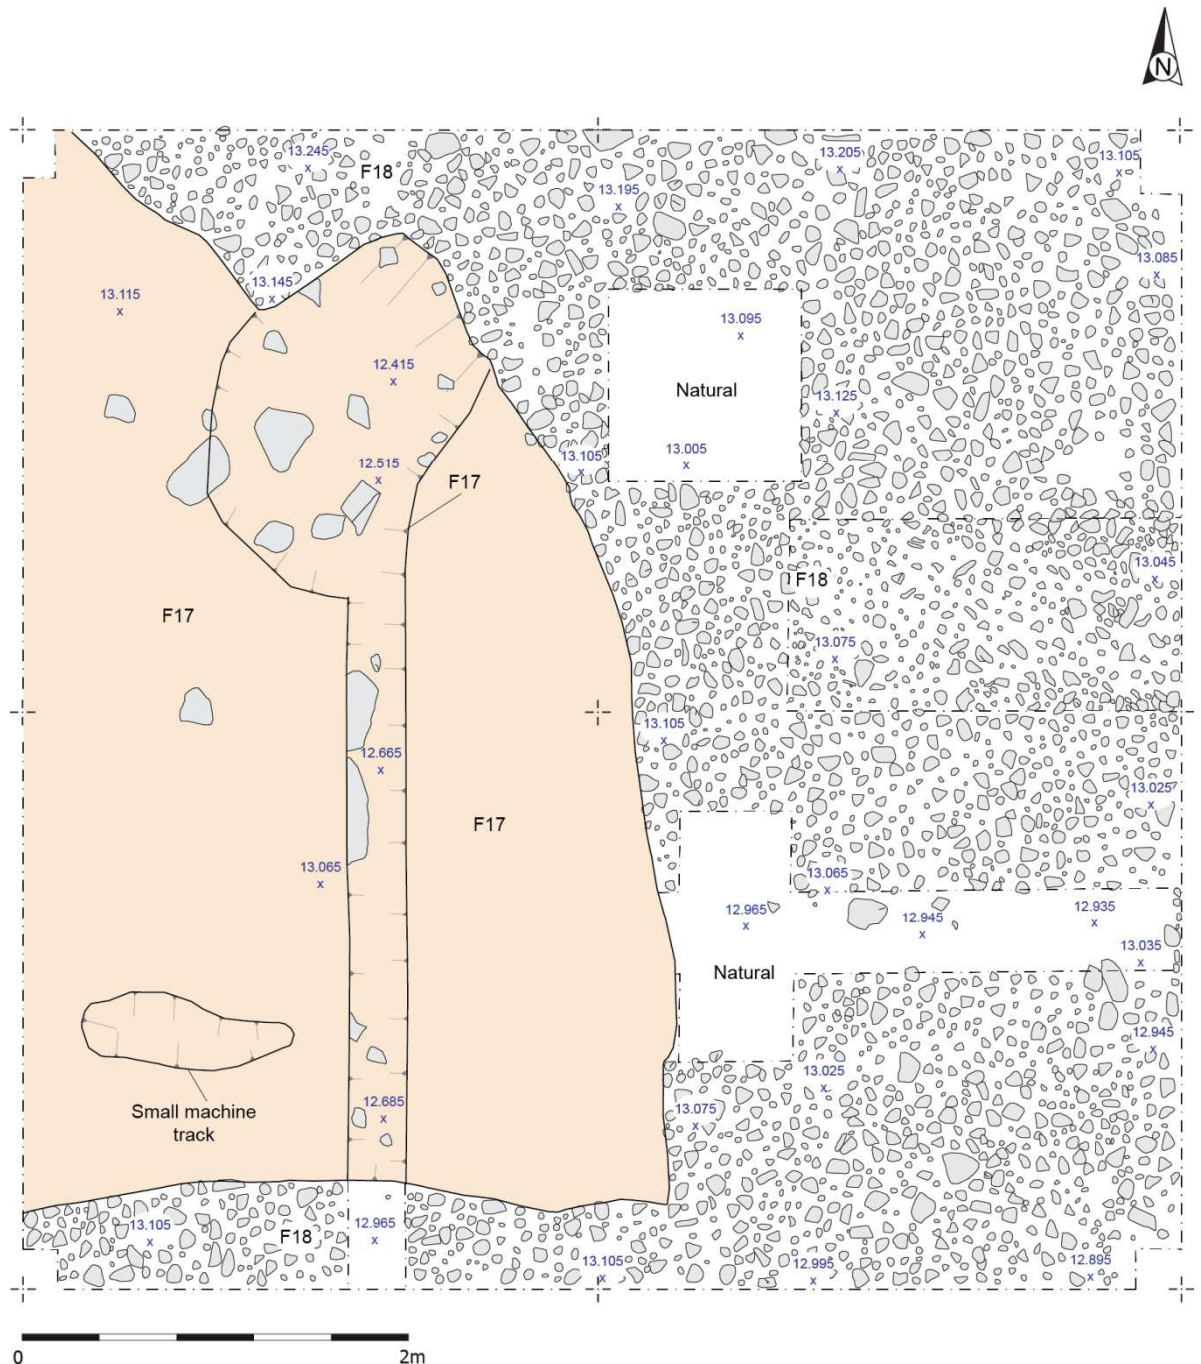 N
13.245
x
F18
13.205
x
13.105
x
13.195
x
13.085
x
13.145
x
13.115
x
13.095
x
Natural
12.415
x
13.125
x
13.005
x
13.105
x
12.515
x
F17
13.045
x
F18
F17
13.075
x
13.105
x
12.665
x
13.025
x
F17
13.065
x
13.065
x
12.965
x
12.945
x
12.935
x
13.035
x
Natural
12.945
x
13.025
x
Small machine
track
12.685
x
13.075
x
13.105
x
F18
12.965
x
13.105
x
12.995
x
12.895
x
0
2m